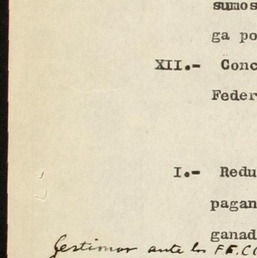 sumos
ga po
XII.- Conc
Feder
I.- Redu
pagan
ganad
Gestionar ante los FF.CC